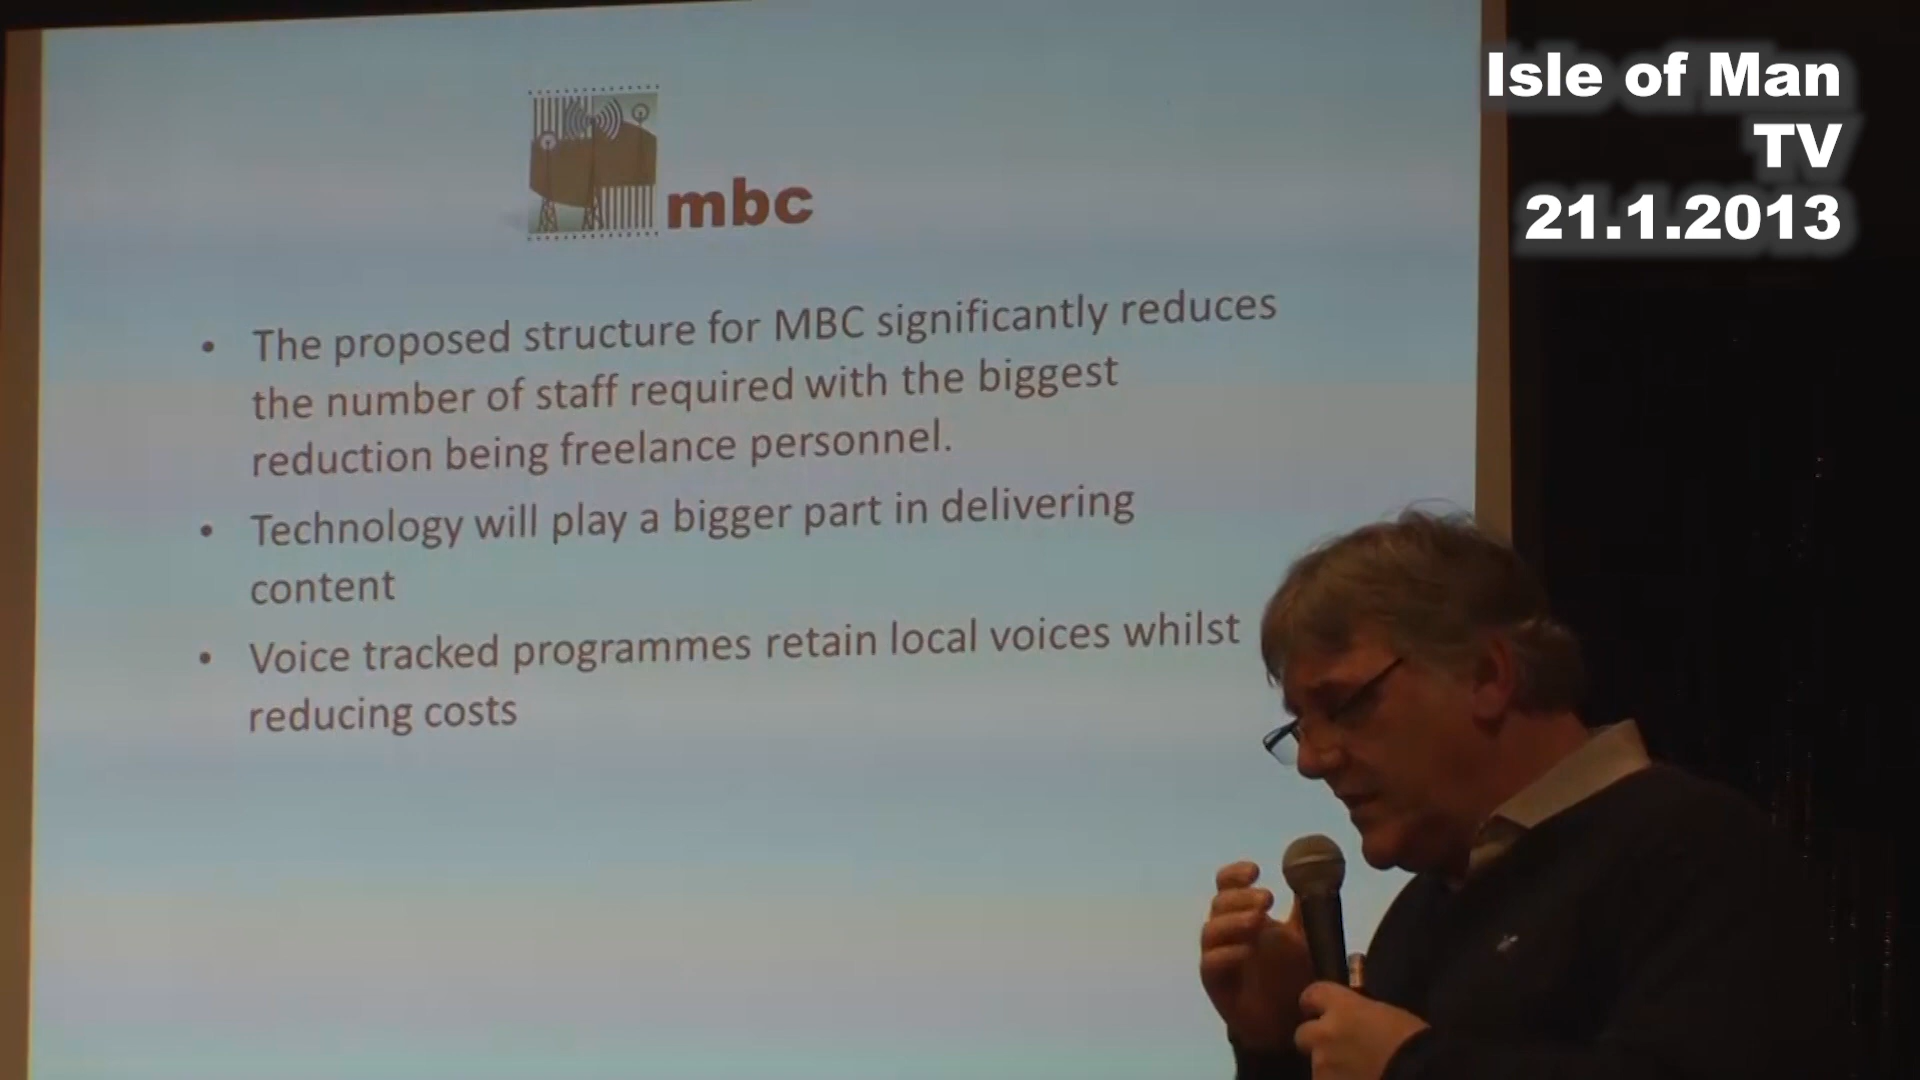 Isle of Man
TV
21.1.2013
mbc
• The proposed structure for MBC significantly reduces
the number of staff required with the biggest
reduction being freelance personnel.
• Technology will play a bigger part in delivering
content
• Voice tracked programmes retain local voices whilst
reducing costs